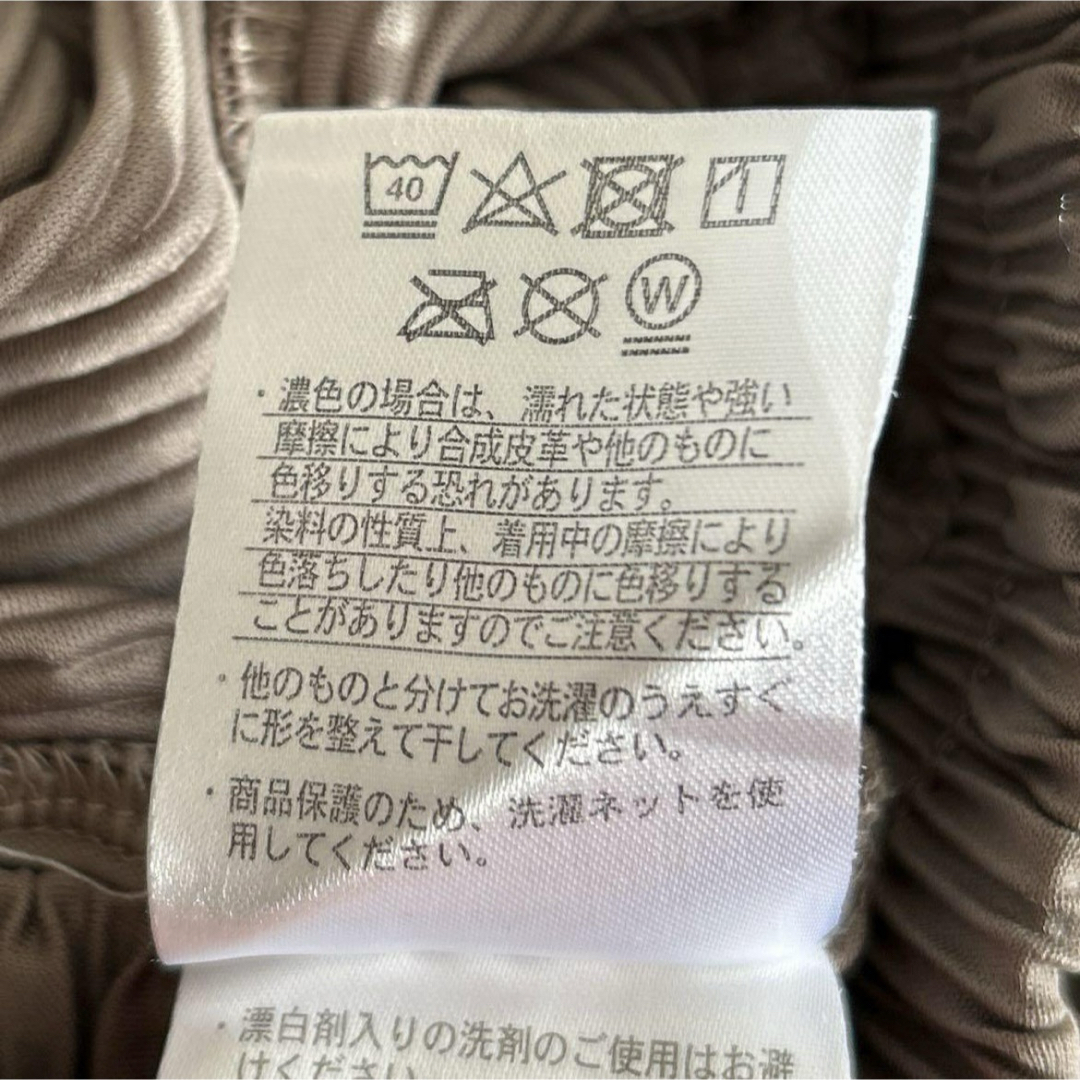 40
W
・濃色の場合は、濡れた状態や強い
摩擦により合成皮革や他のものに
色移りする恐れがあります。
染料の性質上、着用中の摩擦により
色落ちしたり他のものに色移りする
ことがありますのでご注意ください。
・他のものと分けてお洗濯のうえすぐ
に形を整えて干してください。
・商品保護のため、洗濯ネットを使
用してください。
・漂白剤入りの洗剤のご使用はお避
けください。